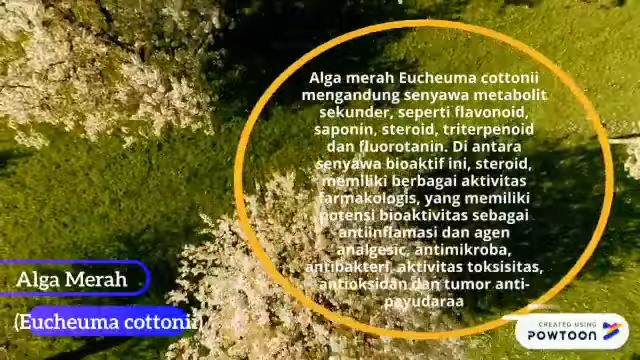 Alga merah Eucheuma cottonii
mengandung senyawa metabolit
sekunder, seperti flavonoid,
saponin, steroid, triterpenoid
dan fluorotanin. Di antara
senyawa bioaktif ini, steroid,
memiliki berbagai aktivitas
farmakologis, yang memiliki
potensi bioaktivitas sebagai
antiinflamasi dan agen
analgesic, antimikroba,
antibakteri, aktivitas toksisitas,
antioksidan dan tumor anti-
payudaraa
Alga Merah
(Eucheuma cottonii)
CREATED USING
POWTOON